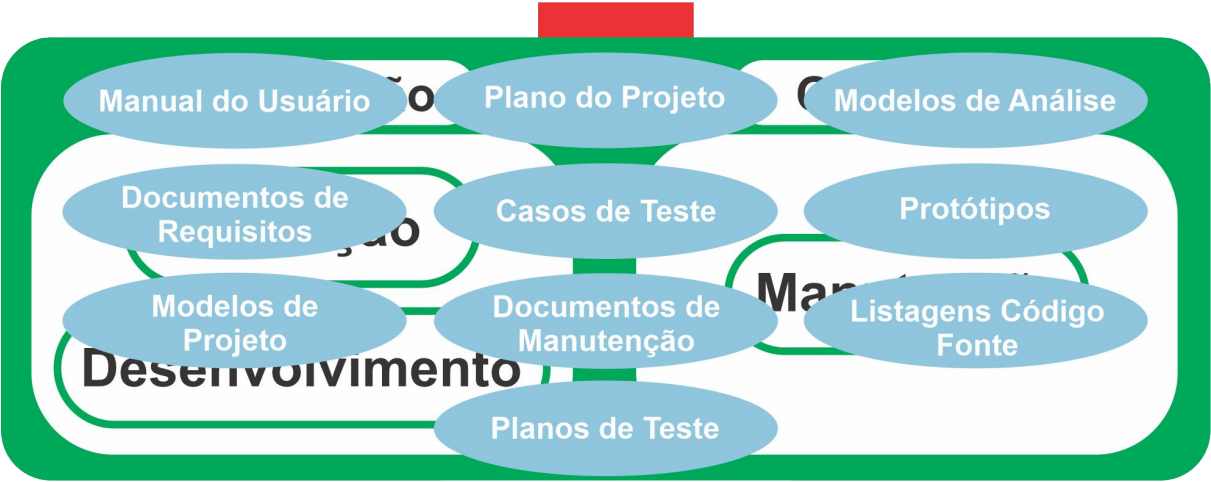 Manual do Usuário
Plano do Projeto
Modelos de Análise
Documentos de
Requisitos
Casos de Teste
Protótipos
Modelos de
Projeto
Documentos de
Manutenção
Listagens Código
Fonte
Desenvolvimento
Planos de Teste